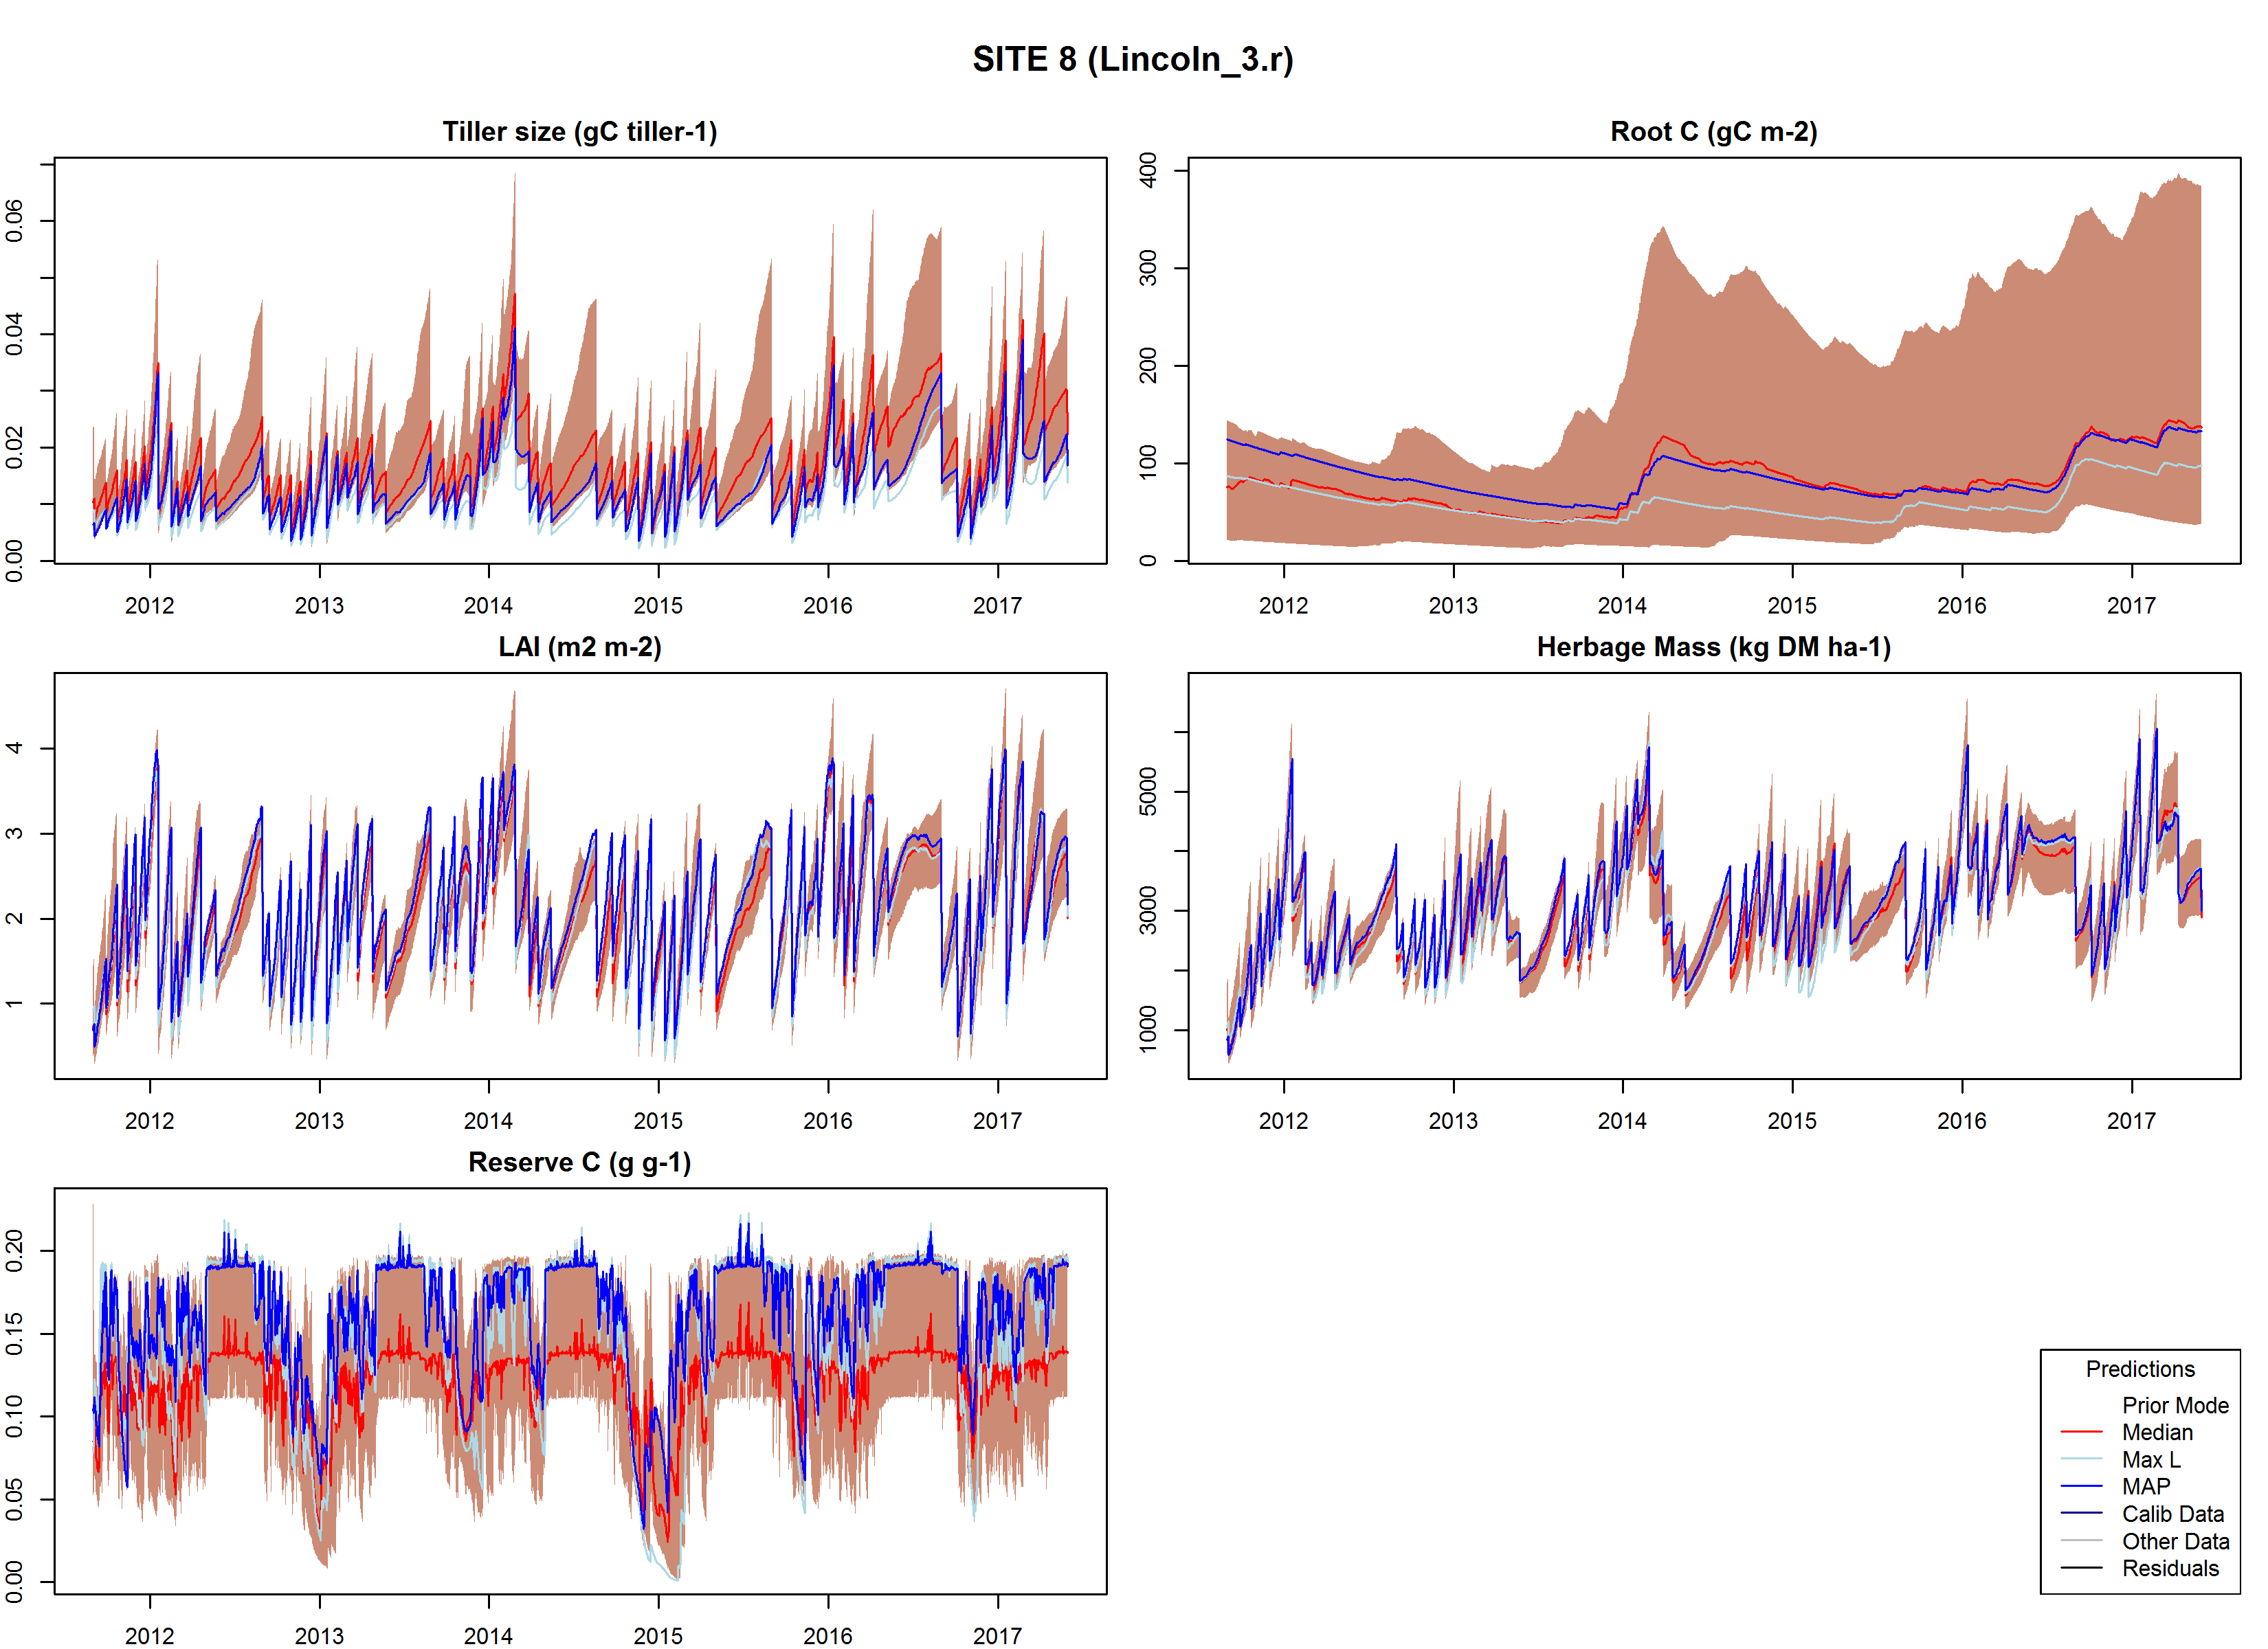 SITE 8 (Lincoln_3.r)
Tiller size (gC tiller-1)
0.00 0.02 0.04 0.06
2012 2013 2014 2015 2016 2017
Root C (gC m-2)
0 100 200 300 400
2012 2013 2014 2015 2016 2017
LAI (m2 m-2)
1 2 3 4
2012 2013 2014 2015 2016 2017
Herbage Mass (kg DM ha-1)
1000 3000 5000
2012 2013 2014 2015 2016 2017
Reserve C (g g-1)
0.00 0.05 0.10 0.15 0.20
2012 2013 2014 2015 2016 2017
Predictions
Prior Mode
Median
Max L
MAP
Calib Data
Other Data
Residuals